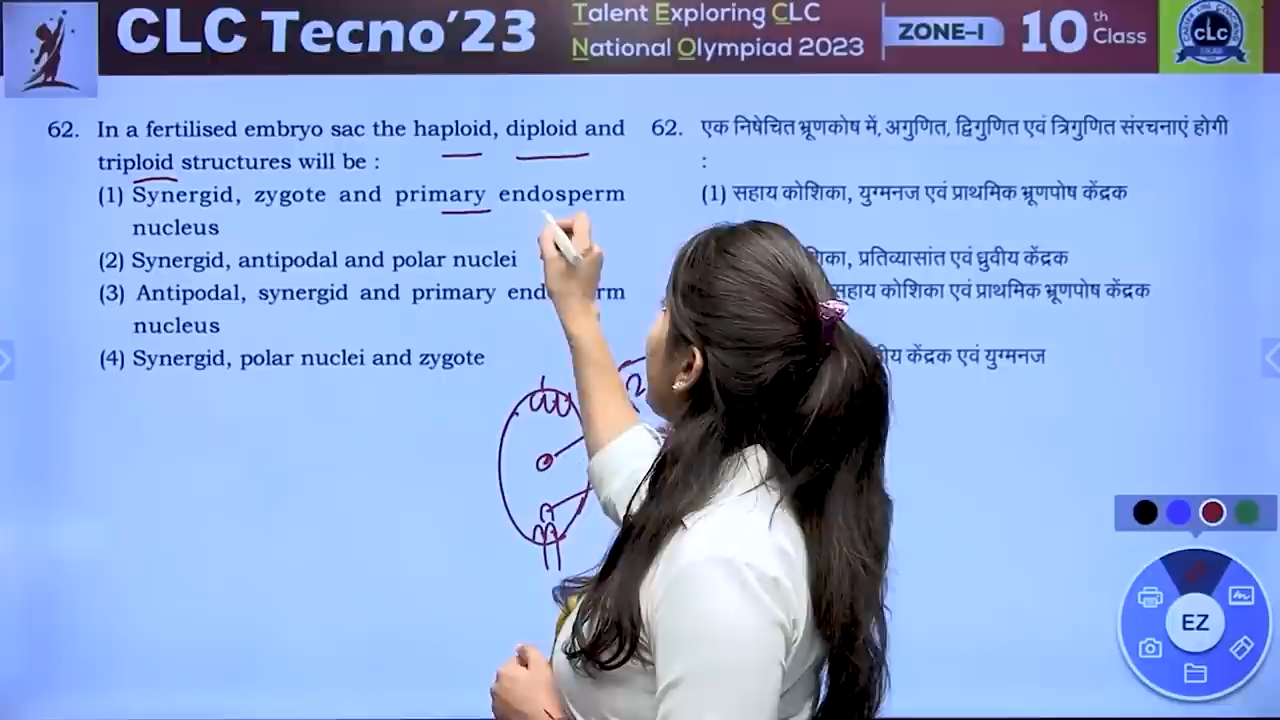 CLC Tecno'23
Talent Exploring CLC
National Olympiad 2023
ZONE–I
10th Class
CLC
62. In a fertilised embryo sac the haploid, diploid and
triploid structures will be :
(1) Synergid, zygote and primary endosperm
nucleus
(2) Synergid, antipodal and polar nuclei
(3) Antipodal, synergid and primary
nucleus
(4) Synergid, polar nuclei and zygote
62. एक निषेचित भ्रूणकोष में, अगुणित, द्विगुणित एवं त्रिगुणित संरचनाएं होगी
:
(1) सहाय कोशिका, युग्मनज एवं प्राथमिक भ्रूणपोष केंद्रक
प्रतिव्यासांत एवं ध्रुवीय केंद्रक
सहाय कोशिका एवं प्राथमिक भ्रूणपोष केंद्रक
केंद्रक एवं युग्मनज
EZ